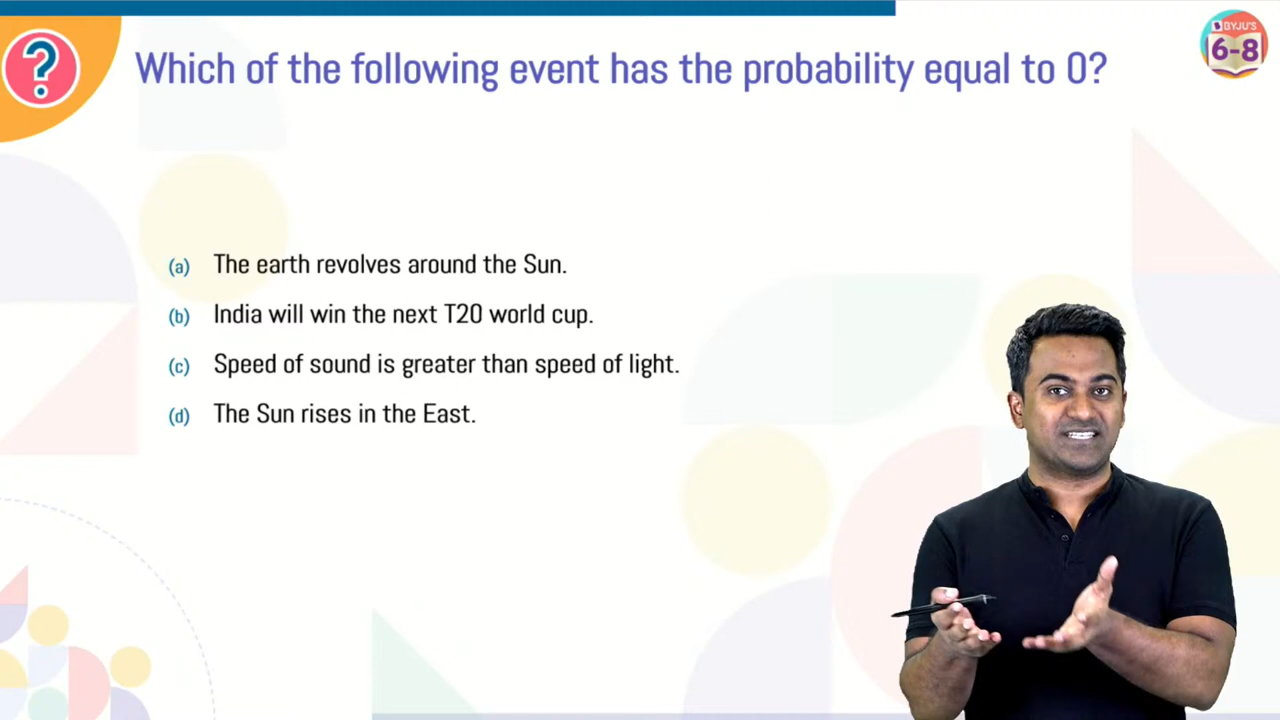 Which of the following event has the probability equal to 0?
BYJU'S
6-8
?
(a) The earth revolves around the Sun.
(b) India will win the next T20 world cup.
(c) Speed of sound is greater than speed of light.
(d) The Sun rises in the East.